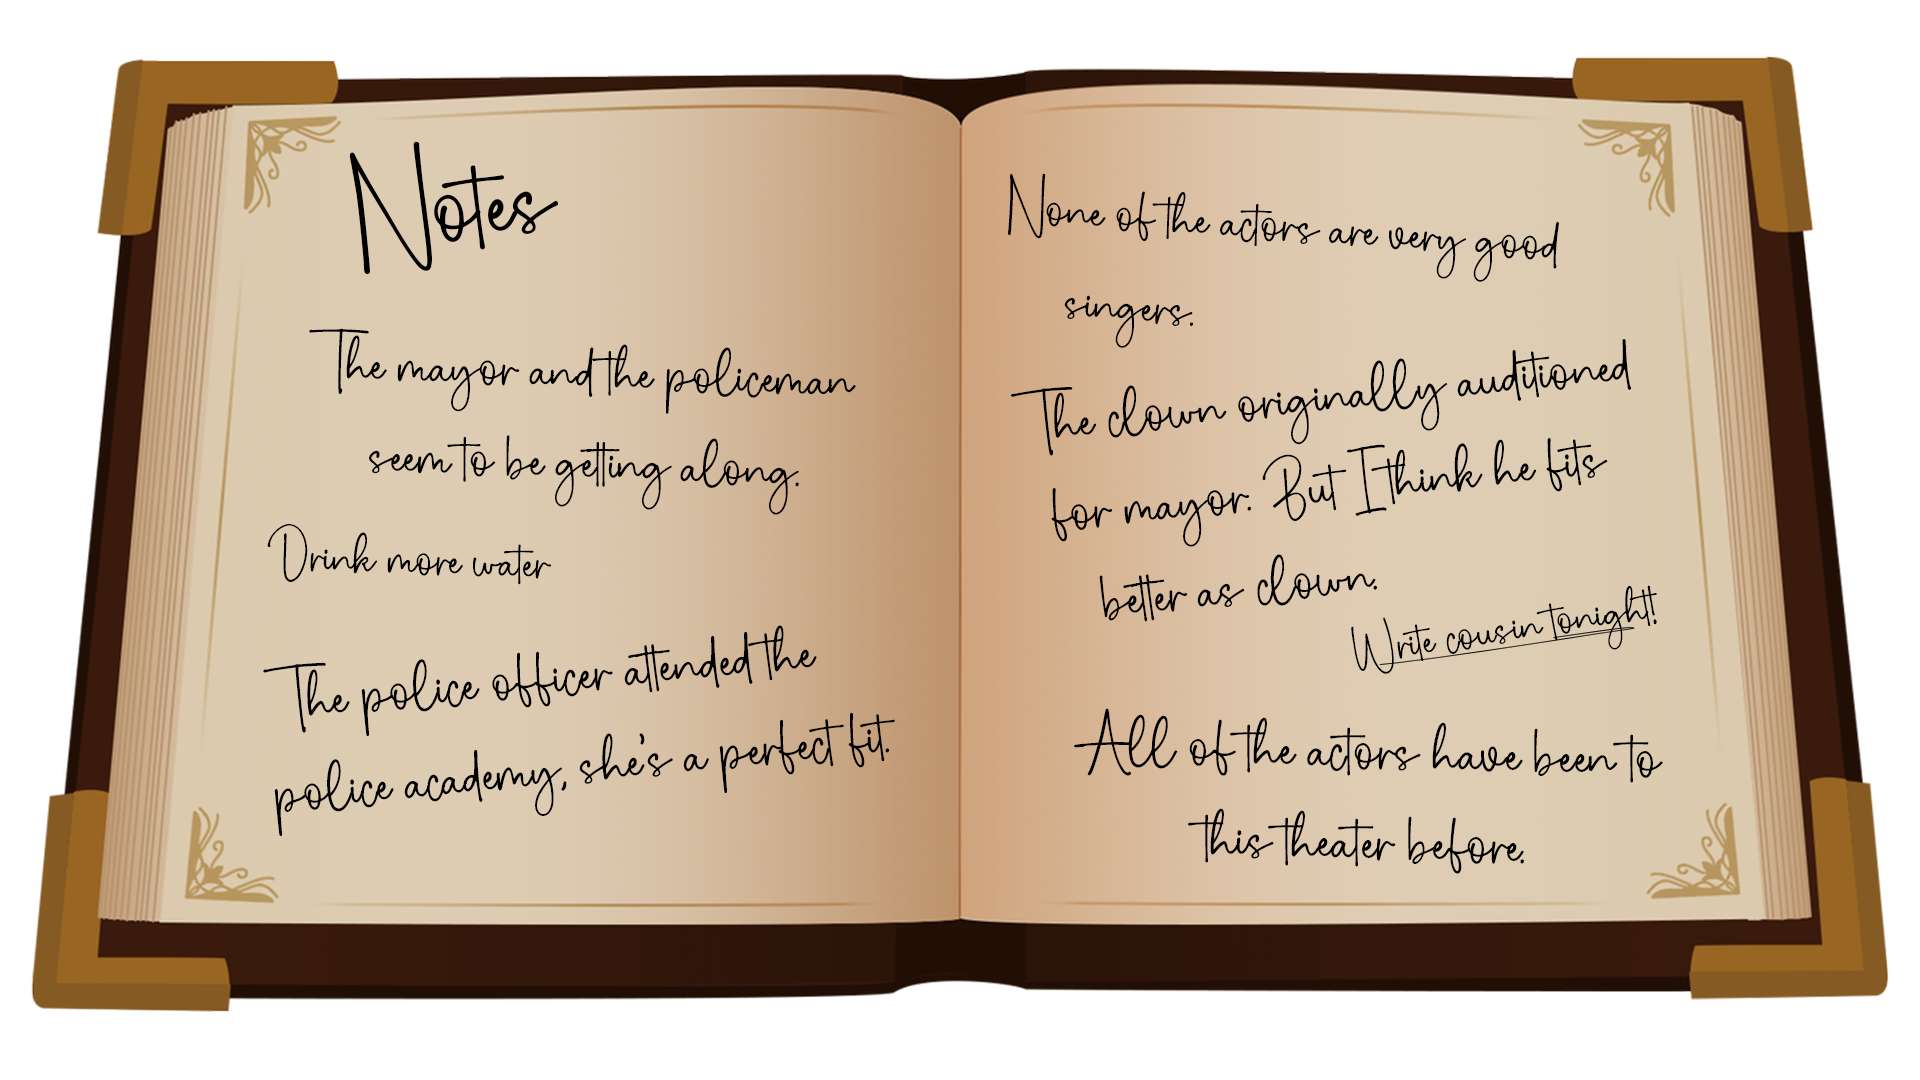 Notes
The mayor and the policeman
seem to be getting along.
Drink more water
The police officer attended the
police academy, she's a perfect fit.
None of the actors are very good
singers.
The clown originally auditioned
for mayor. But I think he fits
better as clown.
Write cousin tonight!
All of the actors have been to
this theater before.